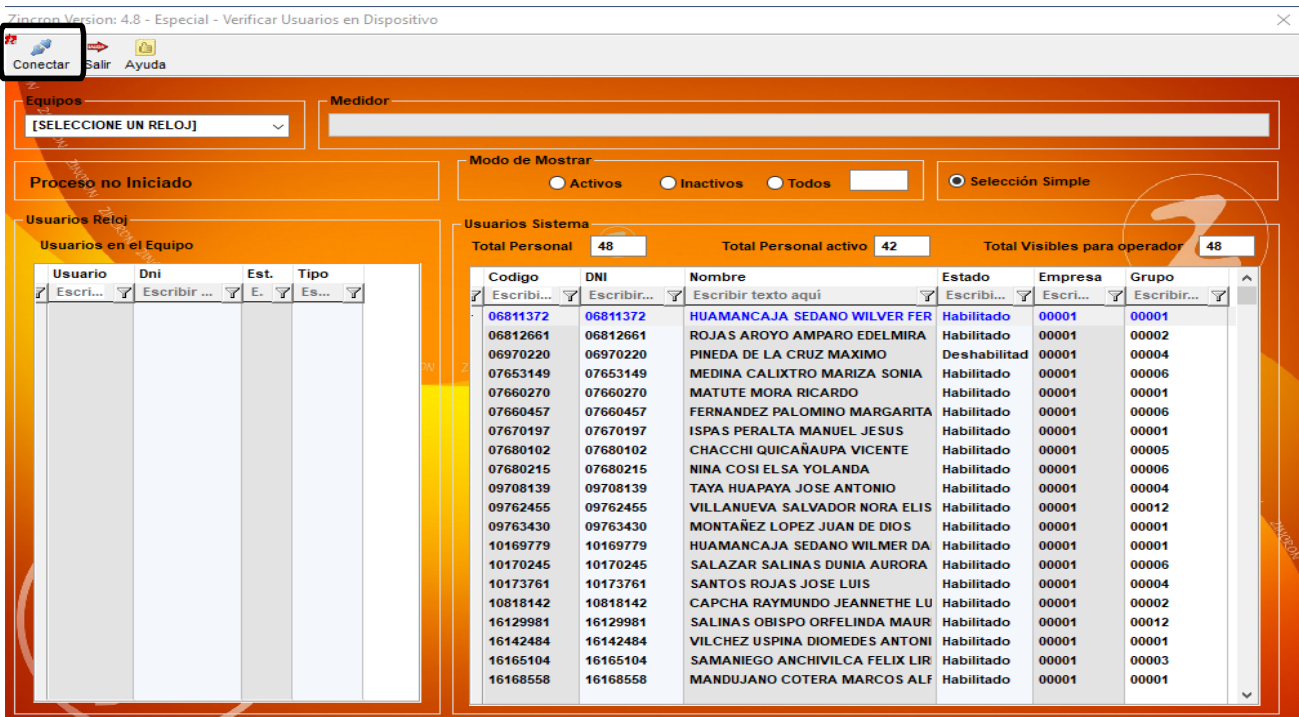 Zincron Version: 4.8 - Especial - Verificar Usuarios en Dispositivo
Conectar Salir Ayuda
Equipos Medidor
[SELECCIONE UN RELOJ]
Modo de Mostrar
Proceso no Iniciado Activos Inactivos Todos Selección Simple
Usuarios Reloj Usuarios Sistema
Usuarios en el Equipo Total Personal 48 Total Personal activo 42 Total Visibles para operador 48
Usuario Dni Est. Tipo
Escri... Escribir ... E. Es...
Codigo DNI Nombre Estado Empresa Grupo
Escribi... Escribir... Escribir texto aquí Escribi... Escri... Escribir...
06811372 06811372 HUAMANCAJA SEDANO WILVER FER Habilitado 00001 00001
06812661 06812661 ROJAS AROYO AMPARO EDELMIRA Habilitado 00001 00002
06970220 06970220 PINEDA DE LA CRUZ MAXIMO Deshabilitad 00001 00004
07653149 07653149 MEDINA CALIXTRO MARIZA SONIA Habilitado 00001 00006
07660270 07660270 MATUTE MORA RICARDO Habilitado 00001 00001
07660457 07660457 FERNANDEZ PALOMINO MARGARITA Habilitado 00001 00006
07670197 07670197 ISPAS PERALTA MANUEL JESUS Habilitado 00001 00001
07680102 07680102 CHACCHI QUICAÑAUPA VICENTE Habilitado 00001 00005
07680215 07680215 NINA COSI ELSA YOLANDA Habilitado 00001 00006
09708139 09708139 TAYA HUAPAYA JOSE ANTONIO Habilitado 00001 00004
09762455 09762455 VILLANUEVA SALVADOR NORA ELIS Habilitado 00001 00012
09763430 09763430 MONTAÑEZ LOPEZ JUAN DE DIOS Habilitado 00001 00001
10169779 10169779 HUAMANCAJA SEDANO WILMER DA Habilitado 00001 00001
10170245 10170245 SALAZAR SALINAS DUNIA AURORA Habilitado 00001 00006
10173761 10173761 SANTOS ROJAS JOSE LUIS Habilitado 00001 00004
10818142 10818142 CAPCHA RAYMUNDO JEANNETHE LU Habilitado 00001 00002
16129981 16129981 SALINAS OBISPO ORFELINDA MAUR Habilitado 00001 00012
16142484 16142484 VILCHEZ USPINA DIOMEDES ANTONI Habilitado 00001 00001
16165104 16165104 SAMANIEGO ANCHIVILCA FELIX LIR Habilitado 00001 00003
16168558 16168558 MANDUJANO COTERA MARCOS ALF Habilitado 00001 00001